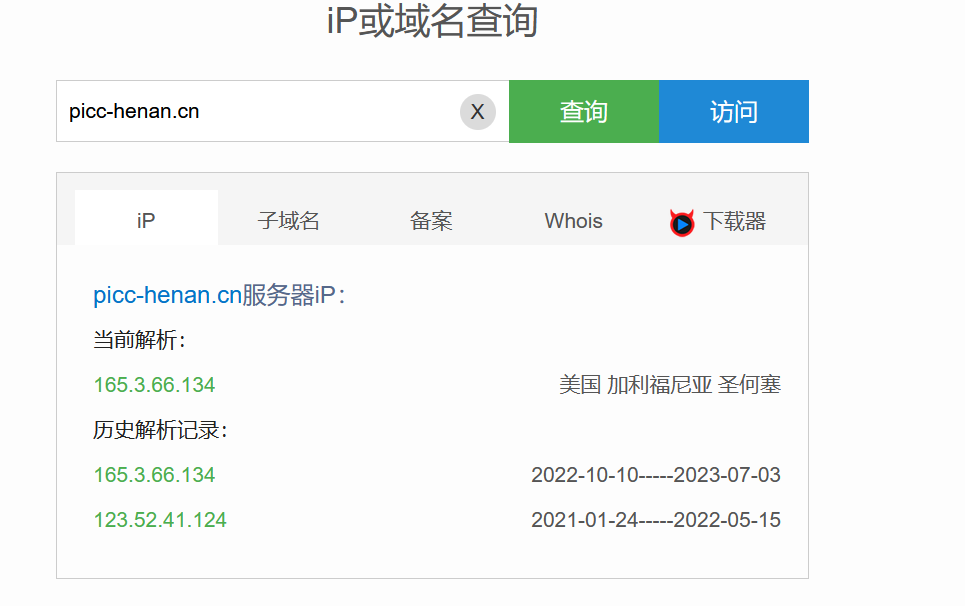 iP或域名查询
picc-henan.cn X 查询 访问
iP 子域名 备案 Whois 下载器
picc-henan.cn服务器iP：
当前解析：
165.3.66.134 美国 加利福尼亚 圣何塞
历史解析记录：
165.3.66.134 2022-10-10-----2023-07-03
123.52.41.124 2021-01-24-----2022-05-15